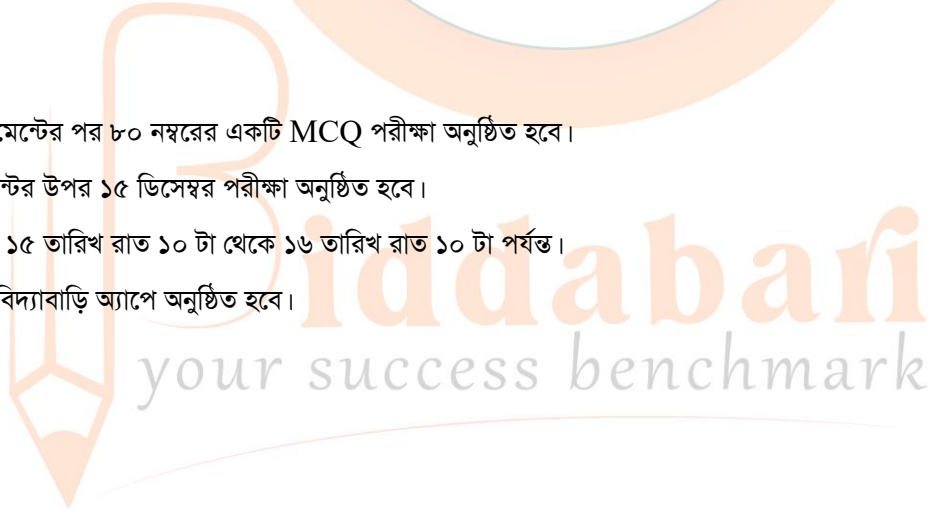 মেন্টের পর ৮০ নম্বরের একটি MCQ পরীক্ষা অনুষ্ঠিত হবে।
ন্টের উপর ১৫ ডিসেম্বর পরীক্ষা অনুষ্ঠিত হবে।
১৫ তারিখ রাত ১০ টা থেকে ১৬ তারিখ রাত ১০ টা পর্যন্ত।
বিদ্যাবাড়ি অ্যাপে অনুষ্ঠিত হবে।
Biddabari
your success benchmark